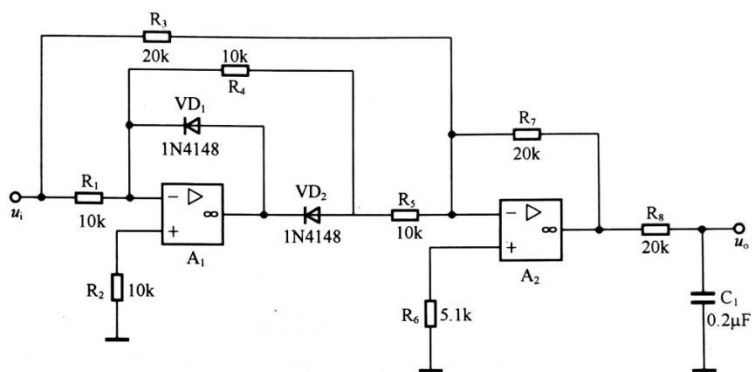 R3
20k
10k
R4
VD1
1N4148
R7
20k
ui
R1
10k
−
▷
∞
+
A1
VD2
1N4148
R5
10k
−
▷
∞
+
A2
R8
20k
uo
R2
10k
R6
5.1k
C1
0.2μF